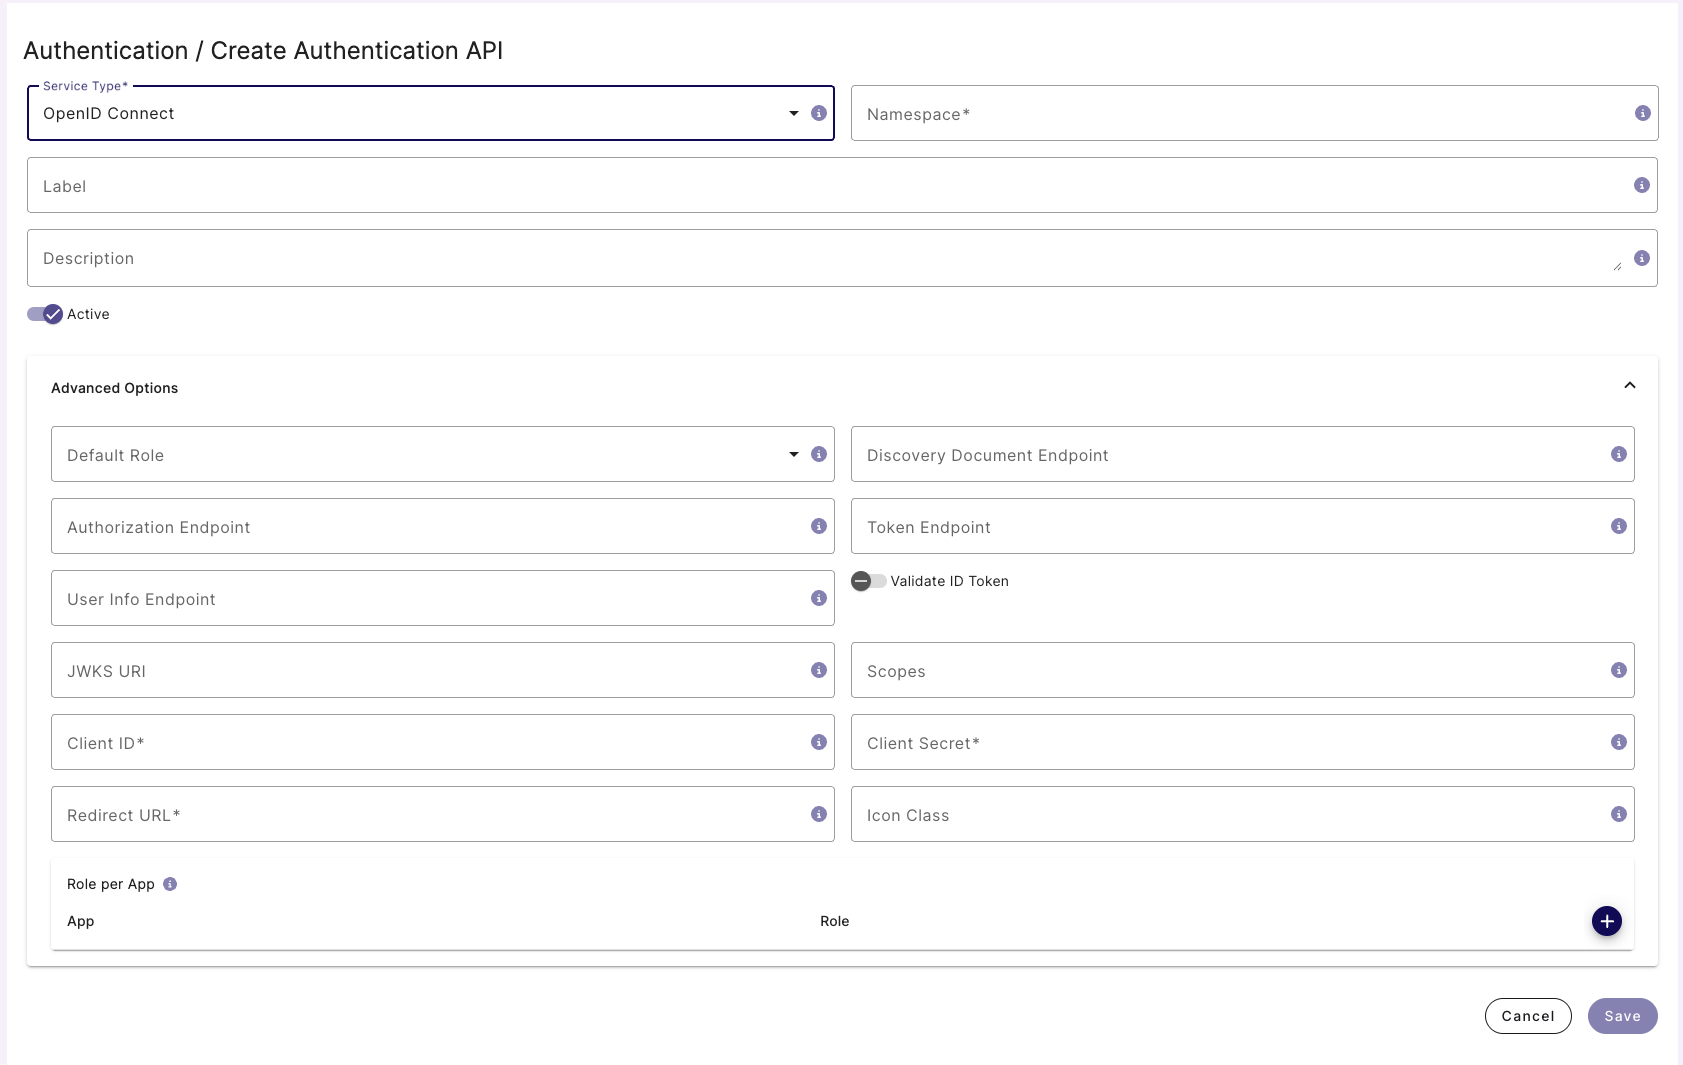 Authentication / Create Authentication API
Service Type*
OpenID Connect
Namespace*
Label
Description
Active
Advanced Options
Default Role
Discovery Document Endpoint
Authorization Endpoint
Token Endpoint
User Info Endpoint
Validate ID Token
JWKS URI
Scopes
Client ID*
Client Secret*
Redirect URL*
Icon Class
Role per App
App
Role
Cancel
Save